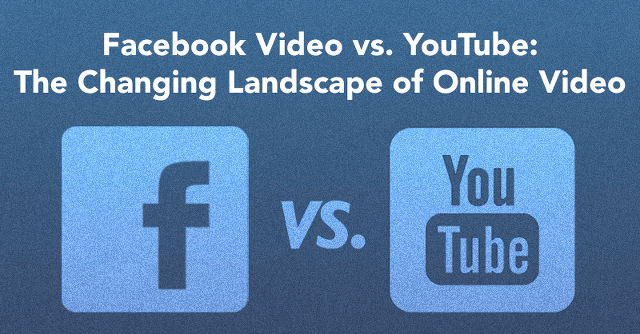 Facebook Video vs. YouTube:
The Changing Landscape of Online Video
f
VS.
You
Tube